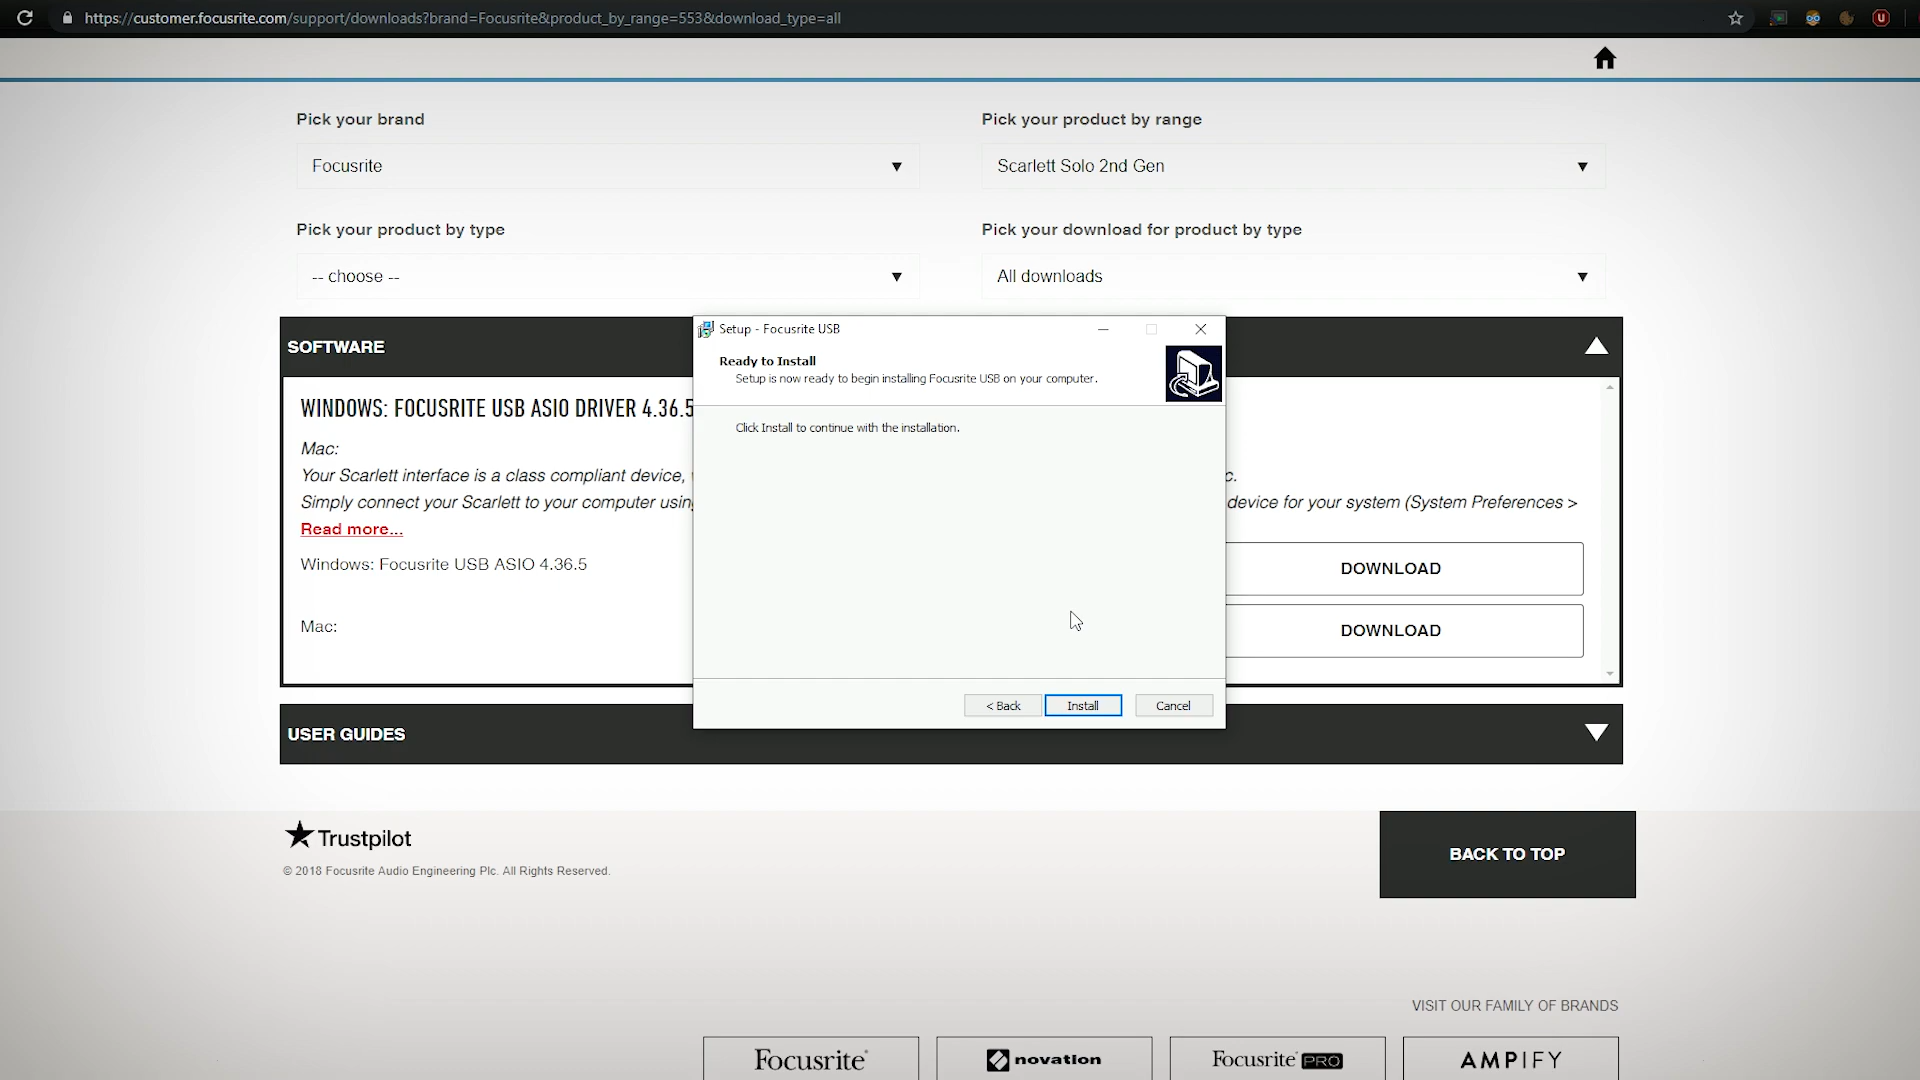 https://customer.focusrite.com/support/downloads?brand=Focusrite&product_by_range=553&download_type=all
Pick your brand
Pick your product by range
Focusrite
Scarlett Solo 2nd Gen
Pick your product by type
Pick your download for product by type
-- choose --
All downloads
SOFTWARE
Setup - Focusrite USB
Ready to Install
Setup is now ready to begin installing Focusrite USB on your computer.
Click Install to continue with the installation.
< Back
Install
Cancel
WINDOWS: FOCUSRITE USB ASIO DRIVER 4.36.5
Mac:
Your Scarlett interface is a class compliant device,
Simply connect your Scarlett to your computer device for your system (System Preferences >
Read more...
Windows: Focusrite USB ASIO 4.36.5
DOWNLOAD
Mac:
DOWNLOAD
USER GUIDES
Trustpilot
© 2018 Focusrite Audio Engineering Plc. All Rights Reserved.
BACK TO TOP
VISIT OUR FAMILY OF BRANDS
Focusrite
novation
Focusrite PRO
AMPIFY